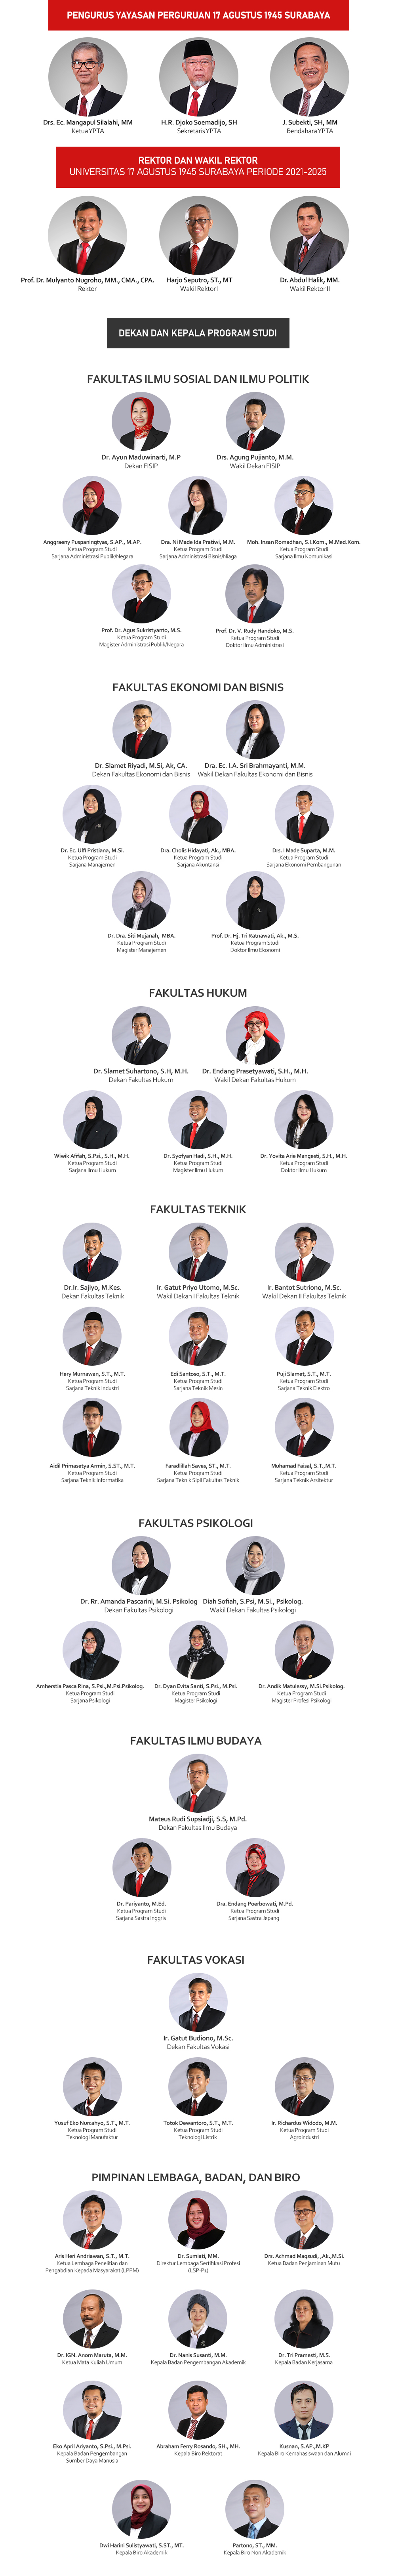 PENGURUS YAYASAN PERGURUAN 17 AGUSTUS 1945 SURABAYA
Drs. Ec. Mangapul Silalahi, MM
Ketua YPTA
H.R. Djoko Soemadijo, SH
Sekretaris YPTA
J. Subekti, SH, MM
Bendahara YPTA
REKTOR DAN WAKIL REKTOR
UNIVERSITAS 17 AGUSTUS 1945 SURABAYA PERIODE 2021-2025
Prof. Dr. Mulyanto Nugroho, MM., CMA., CPA.
Rektor
Harjo Seputro, ST., MT
Wakil Rektor I
Dr. Abdul Halik, MM.
Wakil Rektor II
DEKAN DAN KEPALA PROGRAM STUDI
FAKULTAS ILMU SOSIAL DAN ILMU POLITIK
Dr. Ayun Maduwinarti, M.P
Dekan FISIP
Drs. Agung Pujianto, M.M.
Wakil Dekan FISIP
Anggraeny Puspaningtyas, S.AP., M.AP.
Ketua Program Studi
Sarjana Administrasi Publik/Negara
Dra. Ni Made Ida Pratiwi, M.M.
Ketua Program Studi
Sarjana Administrasi Bisnis/Niaga
Moh. Insan Romadhan, S.I.Kom., M.Med.Kom.
Ketua Program Studi
Sarjana Ilmu Komunikasi
Prof. Dr. Agus Sukristyanto, M.S.
Ketua Program Studi
Magister Administrasi Publik/Negara
Prof. Dr. V. Rudy Handoko, M.S.
Ketua Program Studi
Doktor Ilmu Administrasi
FAKULTAS EKONOMI DAN BISNIS
Dr. Slamet Riyadi, M.Si, Ak, CA.
Dekan Fakultas Ekonomi dan Bisnis
Dra. Ec. I.A. Sri Brahmayanti, M.M.
Wakil Dekan Fakultas Ekonomi dan Bisnis
Dr. Ec. Ulfi Pristiana, M.Si.
Ketua Program Studi
Sarjana Manajemen
Dra. Cholis Hidayati, Ak., MBA.
Ketua Program Studi
Sarjana Akuntansi
Drs. I Made Suparta, M.M.
Ketua Program Studi
Sarjana Ekonomi Pembangunan
Dr. Dra. Siti Mujanah, MBA.
Ketua Program Studi
Magister Manajemen
Prof. Dr. Hj. Tri Ratnawati, Ak., M.S.
Ketua Program Studi
Doktor Ilmu Ekonomi
FAKULTAS HUKUM
Dr. Slamet Suhartono, S.H, M.H.
Dekan Fakultas Hukum
Dr. Endang Prasetyawati, S.H., M.H.
Wakil Dekan Fakultas Hukum
Wiwik Afifah, S.Psi., S.H., M.H.
Ketua Program Studi
Sarjana Ilmu Hukum
Dr. Syofyan Hadi, S.H., M.H.
Ketua Program Studi
Magister Ilmu Hukum
Dr. Yovita Arie Mangesti, S.H., M.H.
Ketua Program Studi
Doktor Ilmu Hukum
FAKULTAS TEKNIK
Dr.Ir. Sajiyo, M.Kes.
Dekan Fakultas Teknik
Ir. Gatut Priyo Utomo, M.Sc.
Wakil Dekan I Fakultas Teknik
Ir. Bantot Sutriono, M.Sc.
Wakil Dekan II Fakultas Teknik
Hery Murnawan, S.T., M.T.
Ketua Program Studi
Sarjana Teknik Industri
Edi Santoso, S.T., M.T.
Ketua Program Studi
Sarjana Teknik Mesin
Puji Slamet, S.T., M.T.
Ketua Program Studi
Sarjana Teknik Elektro
Aidil Primasetya Armin, S.ST., M.T.
Ketua Program Studi
Sarjana Teknik Informatika
Faradlillah Saves, ST., M.T.
Ketua Program Studi
Sarjana Teknik Sipil Fakultas Teknik
Muhamad Faisal, S.T.,M.T.
Ketua Program Studi
Sarjana Teknik Arsitektur
FAKULTAS PSIKOLOGI
Dr. Rr. Amanda Pascarini, M.Si. Psikolog
Dekan Fakultas Psikologi
Diah Sofiah, S.Psi, M.Si., Psikolog.
Wakil Dekan Fakultas Psikologi
Amherstia Pasca Rina, S.Psi.,M.Psi.Psikolog.
Ketua Program Studi
Sarjana Psikologi
Dr. Dyan Evita Santi, S.Psi., M.Psi.
Ketua Program Studi
Magister Psikologi
Dr. Andik Matulessy, M.Si.Psikolog.
Ketua Program Studi
Magister Profesi Psikologi
FAKULTAS ILMU BUDAYA
Mateus Rudi Supsiadji, S.S, M.Pd.
Dekan Fakultas Ilmu Budaya
Dr. Pariyanto, M.Ed.
Ketua Program Studi
Sarjana Sastra Inggris
Dra. Endang Poerbowati, M.Pd.
Ketua Program Studi
Sarjana Sastra Jepang
FAKULTAS VOKASI
Ir. Gatut Budiono, M.Sc.
Dekan Fakultas Vokasi
Yusuf Eko Nurcahyo, S.T., M.T.
Ketua Program Studi
Teknologi Manufaktur
Totok Dewantoro, S.T., M.T.
Ketua Program Studi
Teknologi Listrik
Ir. Richardus Widodo, M.M.
Ketua Program Studi
Agroindustri
PIMPINAN LEMBAGA, BADAN, DAN BIRO
Aris Heri Andriawan, S.T., M.T.
Ketua Lembaga Penelitian dan
Pengabdian Kepada Masyarakat (LPPM)
Dr. Sumiati, MM.
Direktur Lembaga Sertifikasi Profesi
(LSP-P1)
Drs. Achmad Maqsudi, ,Ak.,M.Si.
Ketua Badan Penjaminan Mutu
Dr. IGN. Anom Maruta, M.M.
Ketua Mata Kuliah Umum
Dr. Nanis Susanti, M.M.
Kepala Badan Pengembangan Akademik
Dr. Tri Pramesti, M.S.
Kepala Badan Kerjasama
Eko April Ariyanto, S.Psi., M.Psi.
Kepala Badan Pengembangan
Sumber Daya Manusia
Abraham Ferry Rosando, SH., MH.
Kepala Biro Rektorat
Kusnan, S.AP.,M.KP
Kepala Biro Kemahasiswaan dan Alumni
Dwi Harini Sulistyawati, S.ST., MT.
Kepala Biro Akademik
Partono, ST., MM.
Kepala Biro Non Akademik